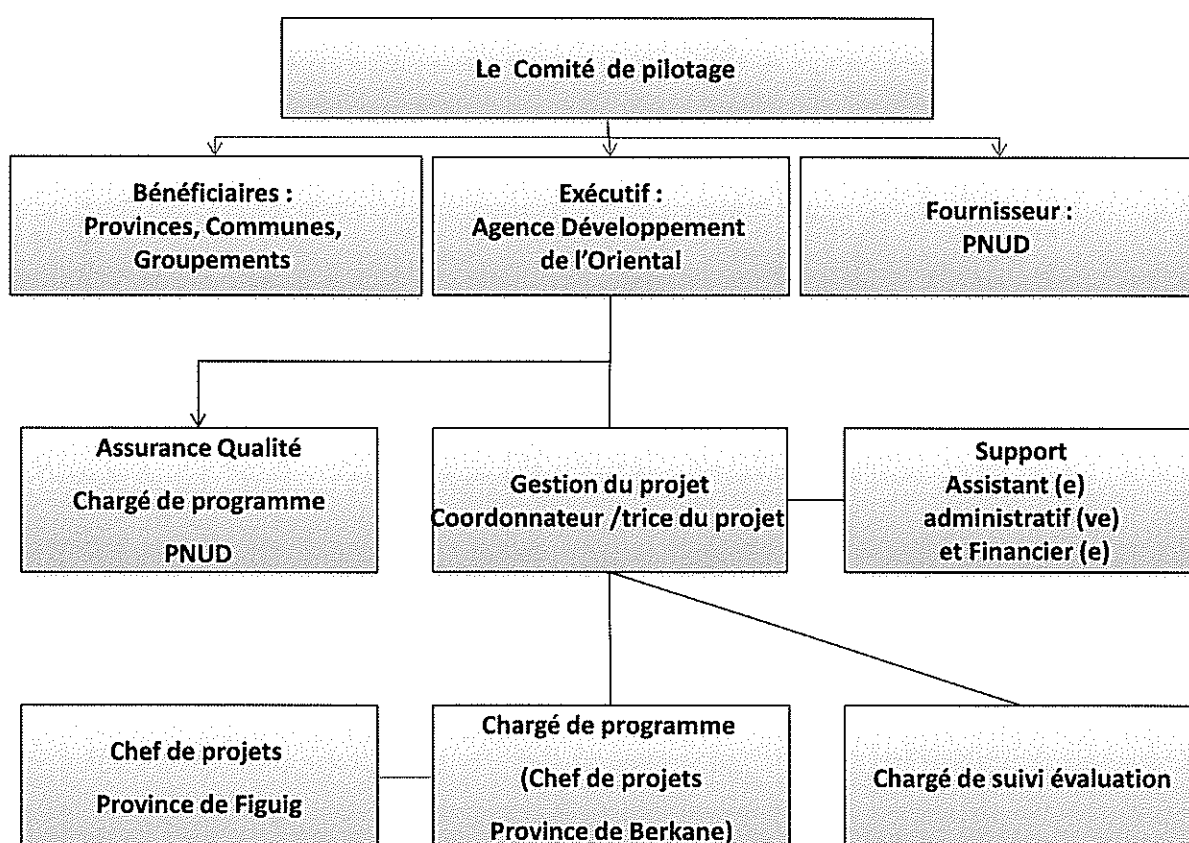 Le Comité de pilotage
Bénéficiaires :
Provinces, Communes,
Groupements
Exécutif :
Agence Développement
de l'Oriental
Fournisseur :
PNUD
Assurance Qualité
Chargé de programme
PNUD
Gestion du projet
Coordonnateur /trice du projet
Support
Assistant (e)
administratif (ve)
et Financier (e)
Chef de projets
Province de Figuig
Chargé de programme
(Chef de projets
Province de Berkane)
Chargé de suivi évaluation